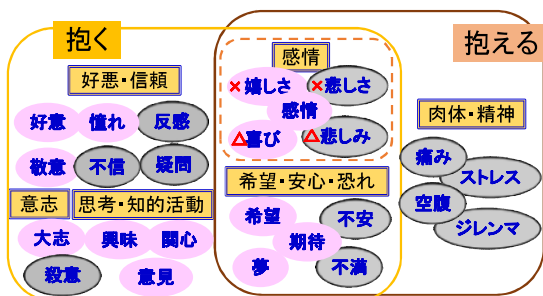 抱く
抱える
感情
×嬉しさ
×悲しさ
感情
△喜び
△悲しみ
好悪・信頼
好意
憧れ
反感
敬意
不信
疑問
意志
思考・知的活動
大志
興味
関心
殺意
意見
希望・安心・恐れ
希望
不安
期待
夢
不満
肉体・精神
痛み
ストレス
空腹
ジレンマ